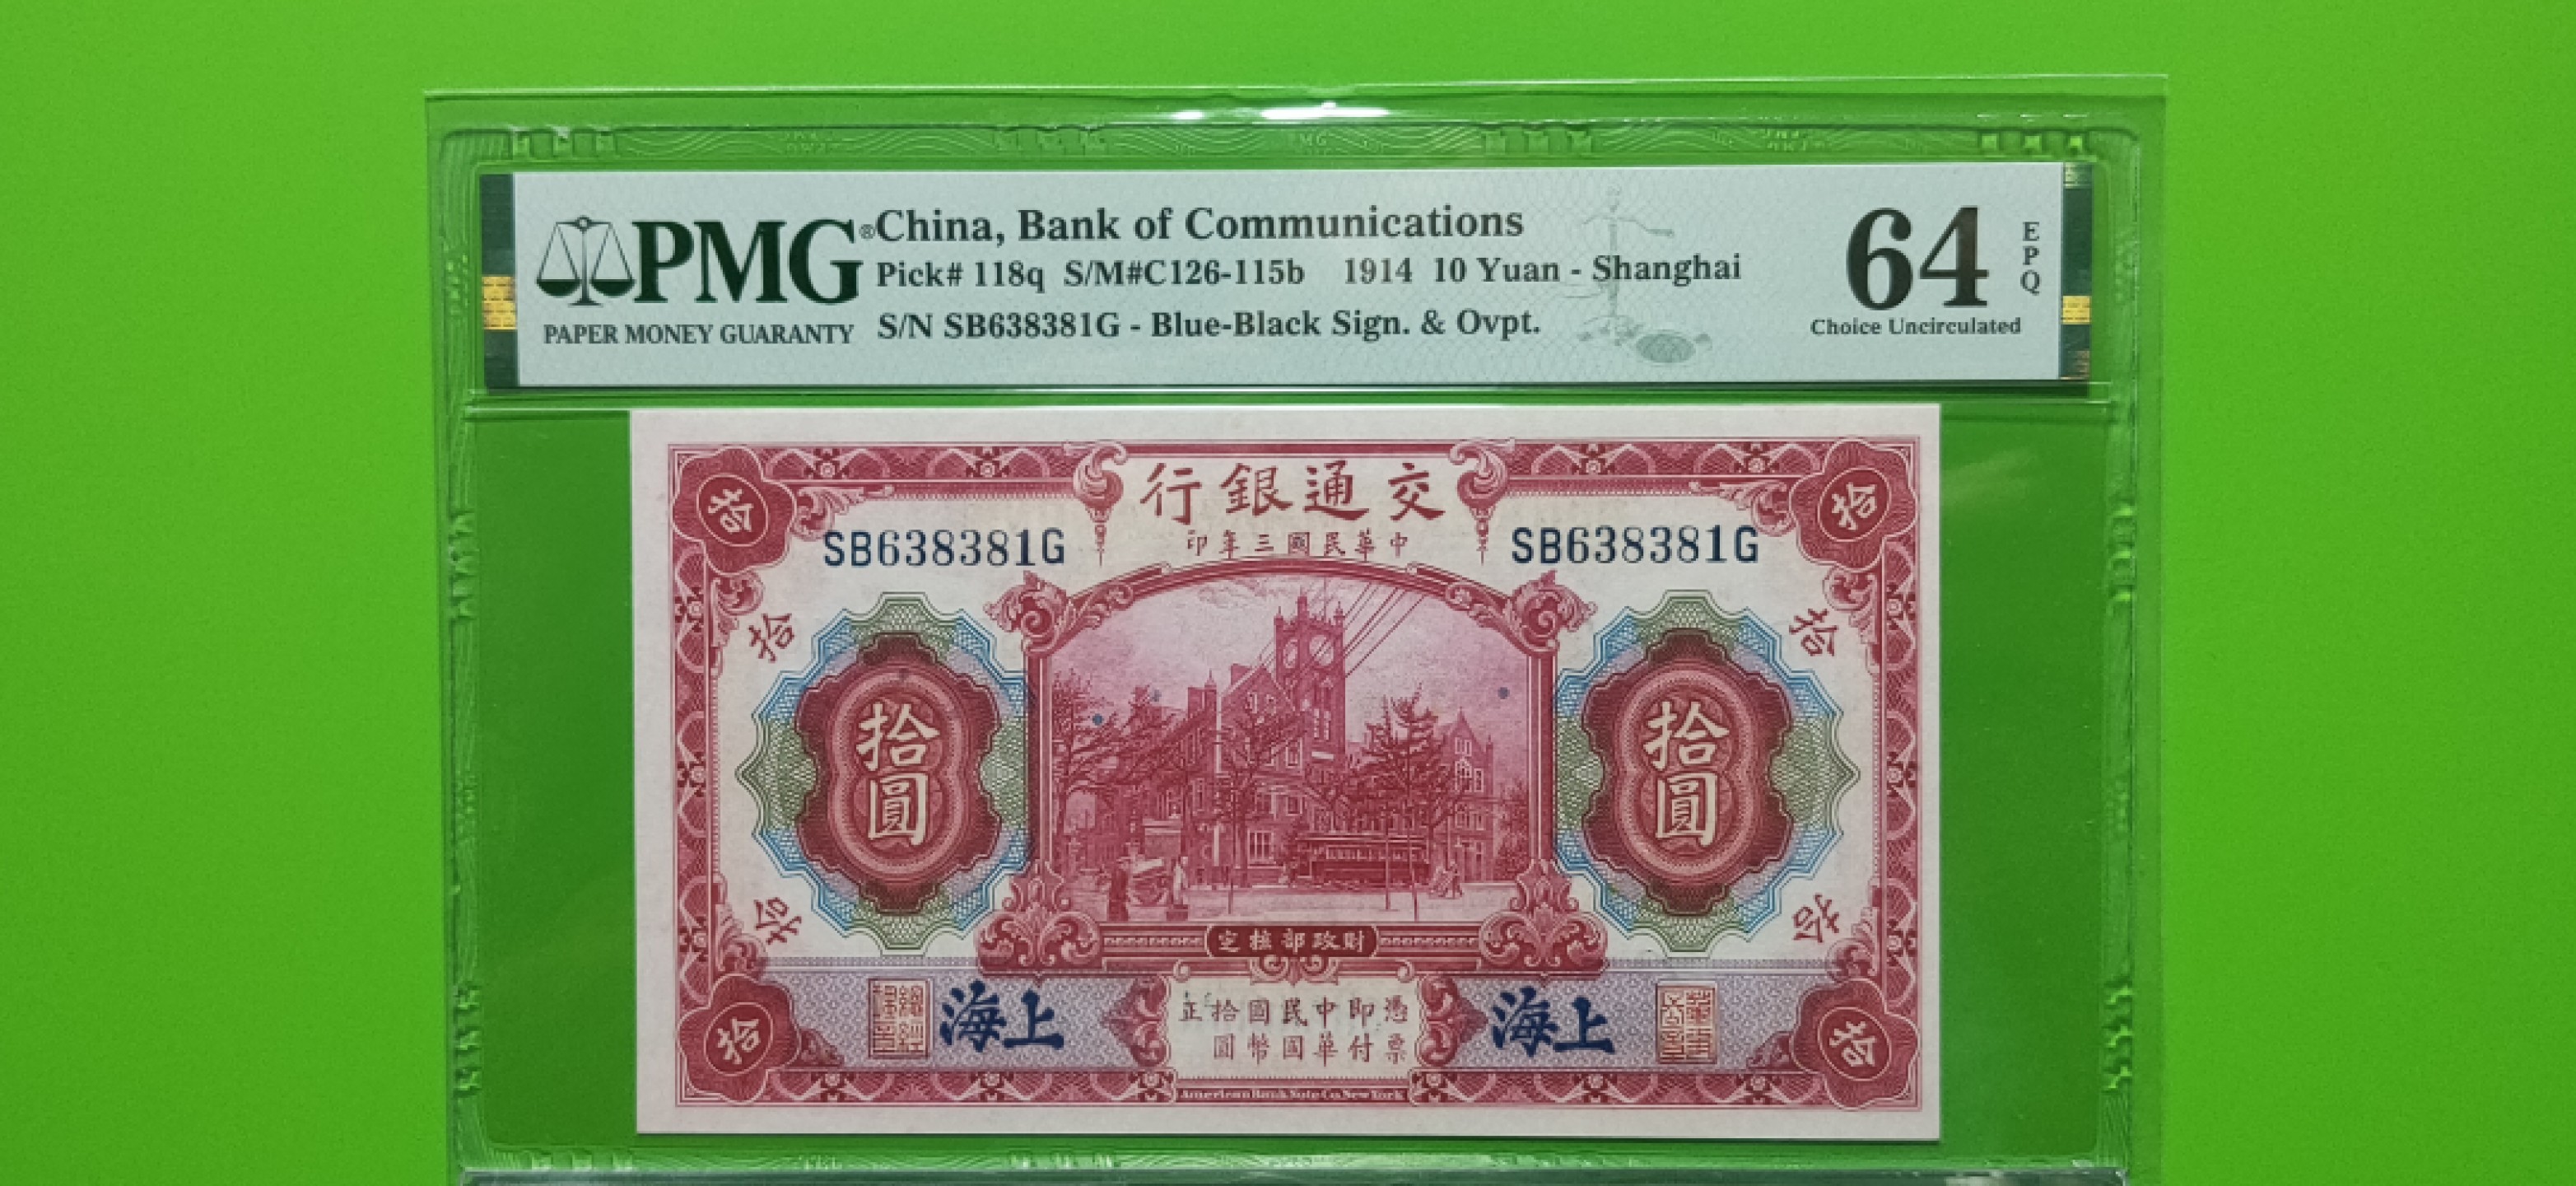 PMG®
PAPER MONEY GUARANTY
China, Bank of Communications
Pick# 118q S/M#C126-115b 1914 10 Yuan - Shanghai
S/N SB638381G - Blue-Black Sign. & Ovpt.
64
EPQ
Choice Uncirculated
行銀通交
印年三國民華中
SB638381G
SB638381G
拾
拾
拾
拾
拾圓
拾圓
拾
拾
定核部政財
海上
海上
正拾國民中即憑
圓幣國華付票
拾
拾
American Bank Note Co. New York